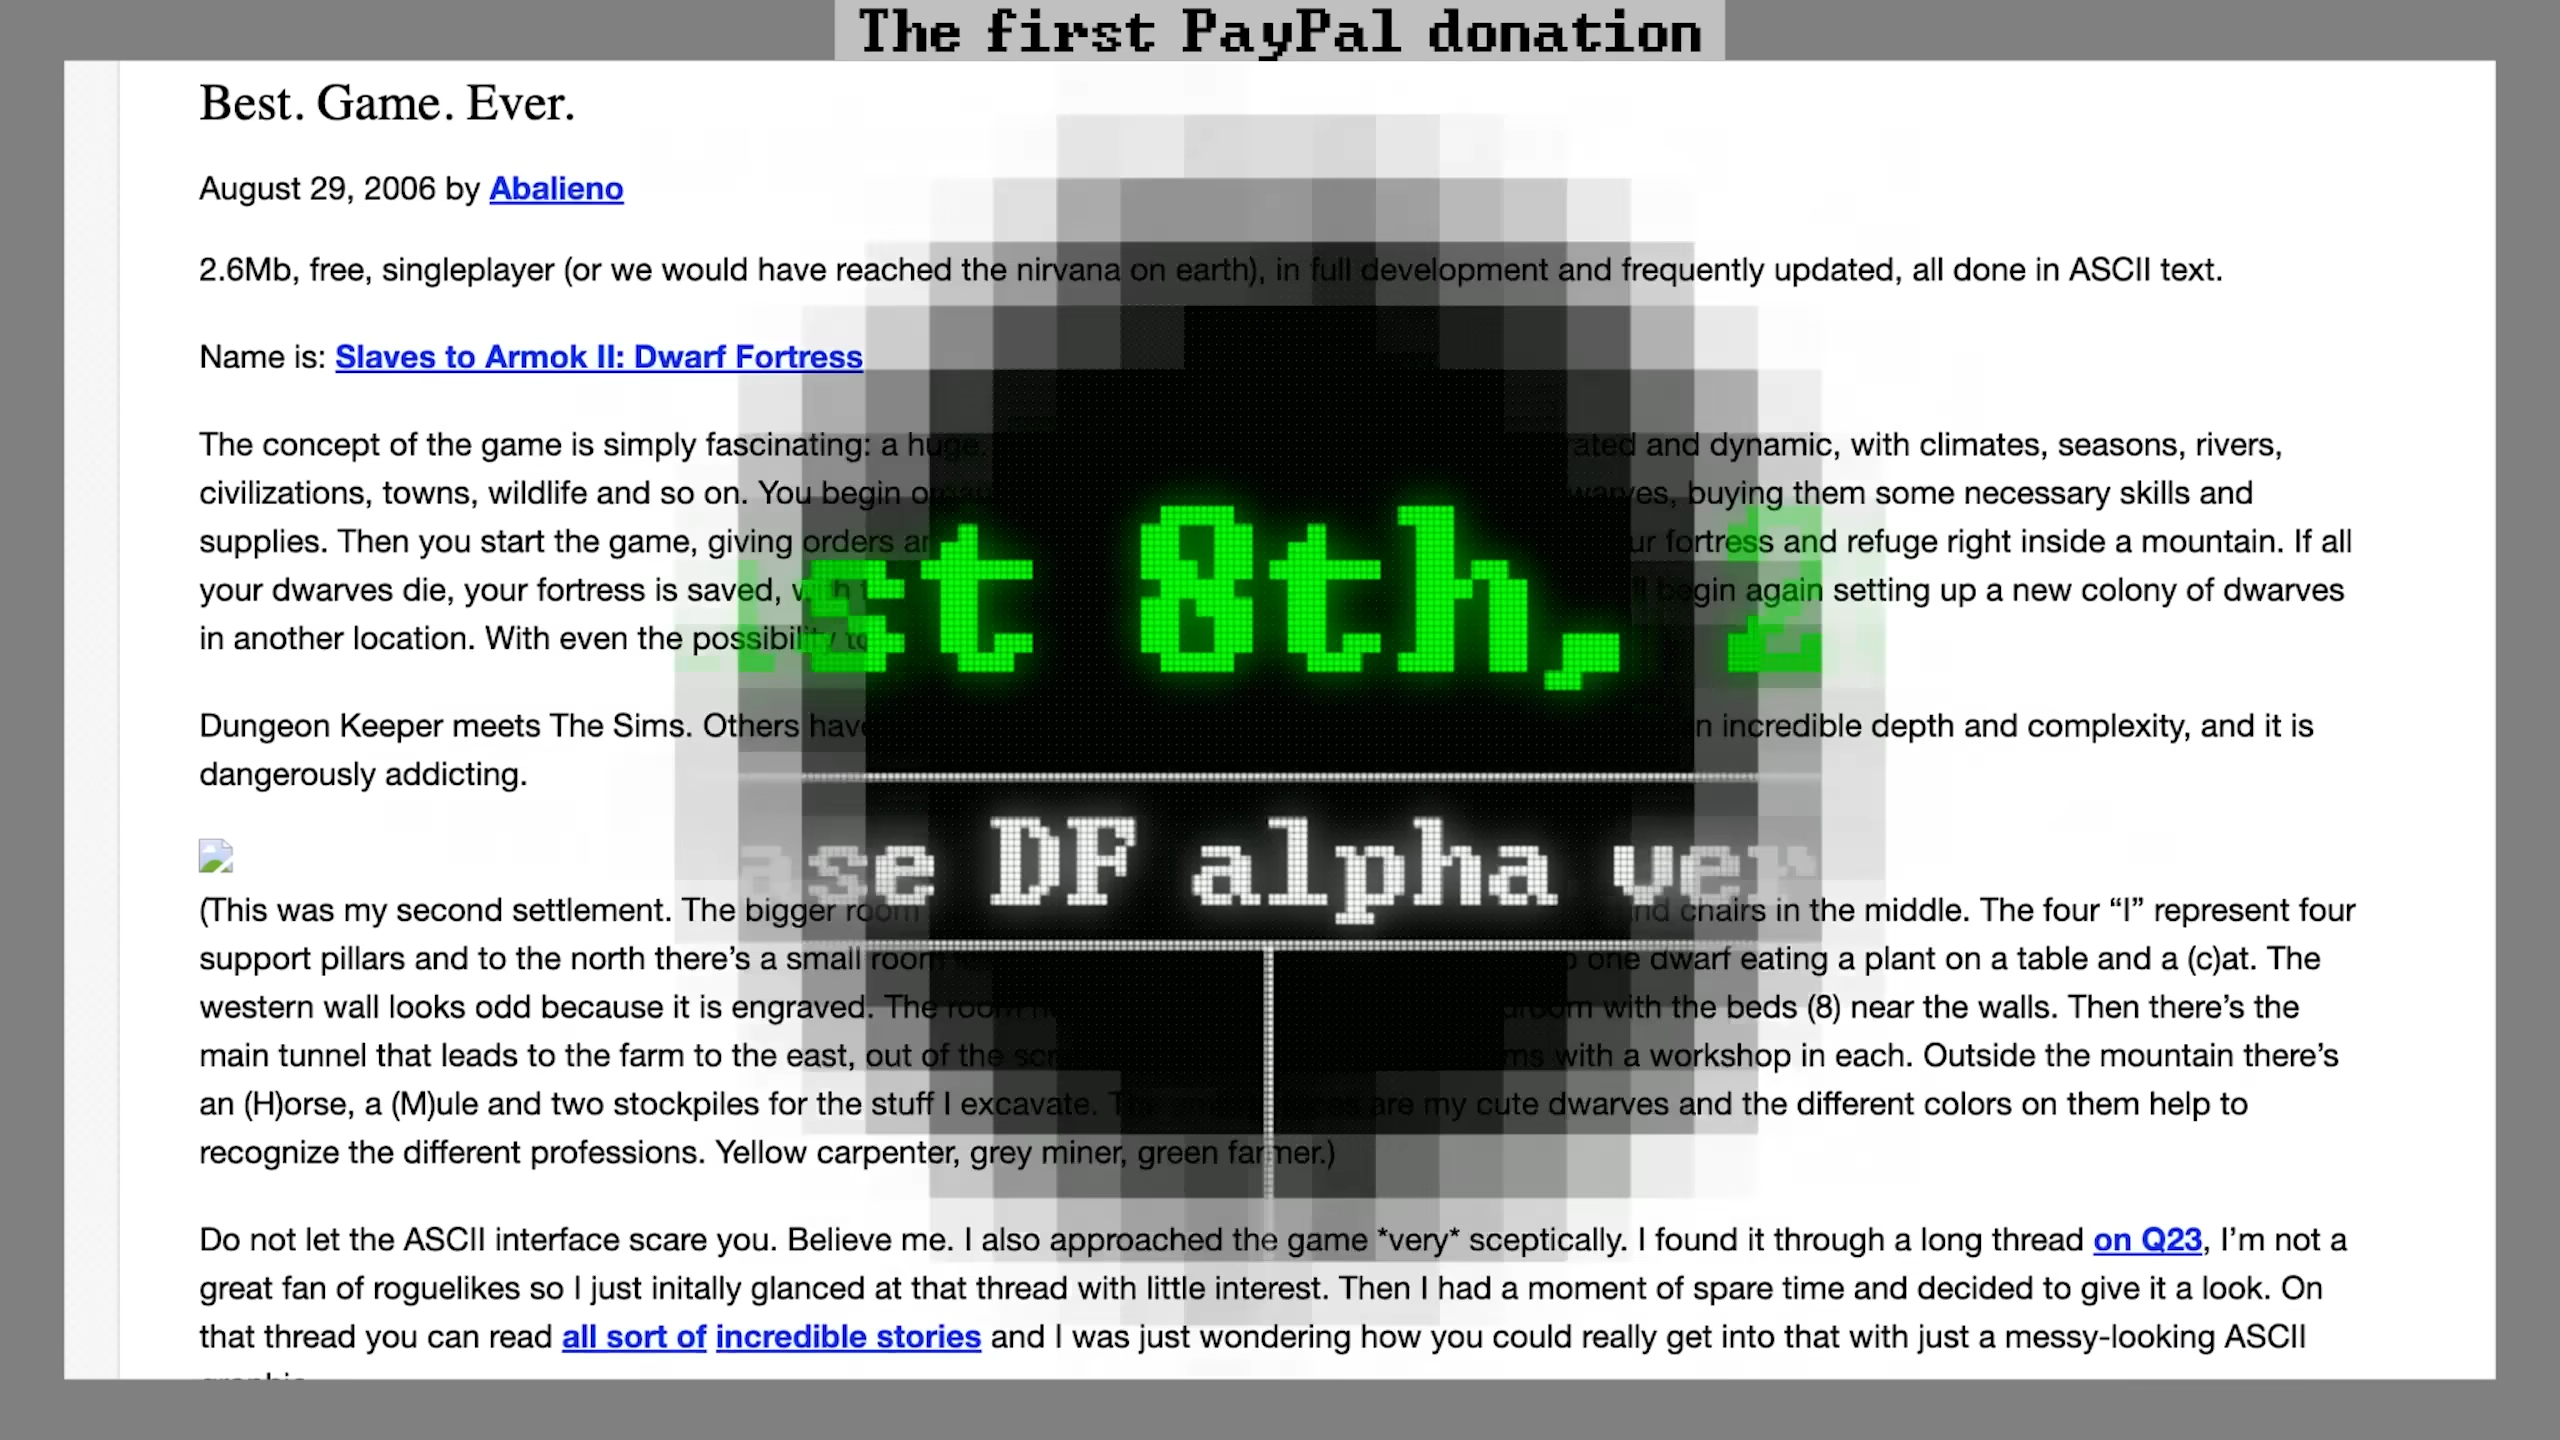 The first PayPal donation
Best. Game. Ever.
August 29, 2006 by Abalieno
2.6Mb, free, singleplayer (or we would have reached the nirvana on earth), in full development and frequently updated, all done in ASCII text.
Name is: Slaves to Armok II: Dwarf Fortress
The concept of the game is simply fascinating: a huge. and dynamic, with climates, seasons, rivers,
civilizations, towns, wildlife and so on. You begin buying them some necessary skills and
st 8th, 2
supplies. Then you start the game, giving orders fortress and refuge right inside a mountain. If all
your dwarves die, your fortress is saved, begin again setting up a new colony of dwarves
in another location. With even the possibility to
Dungeon Keeper meets The Sims. Others have incredible depth and complexity, and it is
dangerously addicting.
ase DF alpha ver
(This was my second settlement. The bigger room and chairs in the middle. The four “I” represent four
support pillars and to the north there’s a small room one dwarf eating a plant on a table and a (c)at. The
western wall looks odd because it is engraved. The room with the beds (8) near the walls. Then there’s the
main tunnel that leads to the farm to the east, out of the with a workshop in each. Outside the mountain there’s
an (H)orse, a (M)ule and two stockpiles for the stuff I excavate. are my cute dwarves and the different colors on them help to
recognize the different professions. Yellow carpenter, grey miner, green farmer.)
Do not let the ASCII interface scare you. Believe me. I also approached the game *very* sceptically. I found it through a long thread on Q23, I’m not a
great fan of roguelikes so I just initally glanced at that thread with little interest. Then I had a moment of spare time and decided to give it a look. On
that thread you can read all sort of incredible stories and I was just wondering how you could really get into that with just a messy-looking ASCII